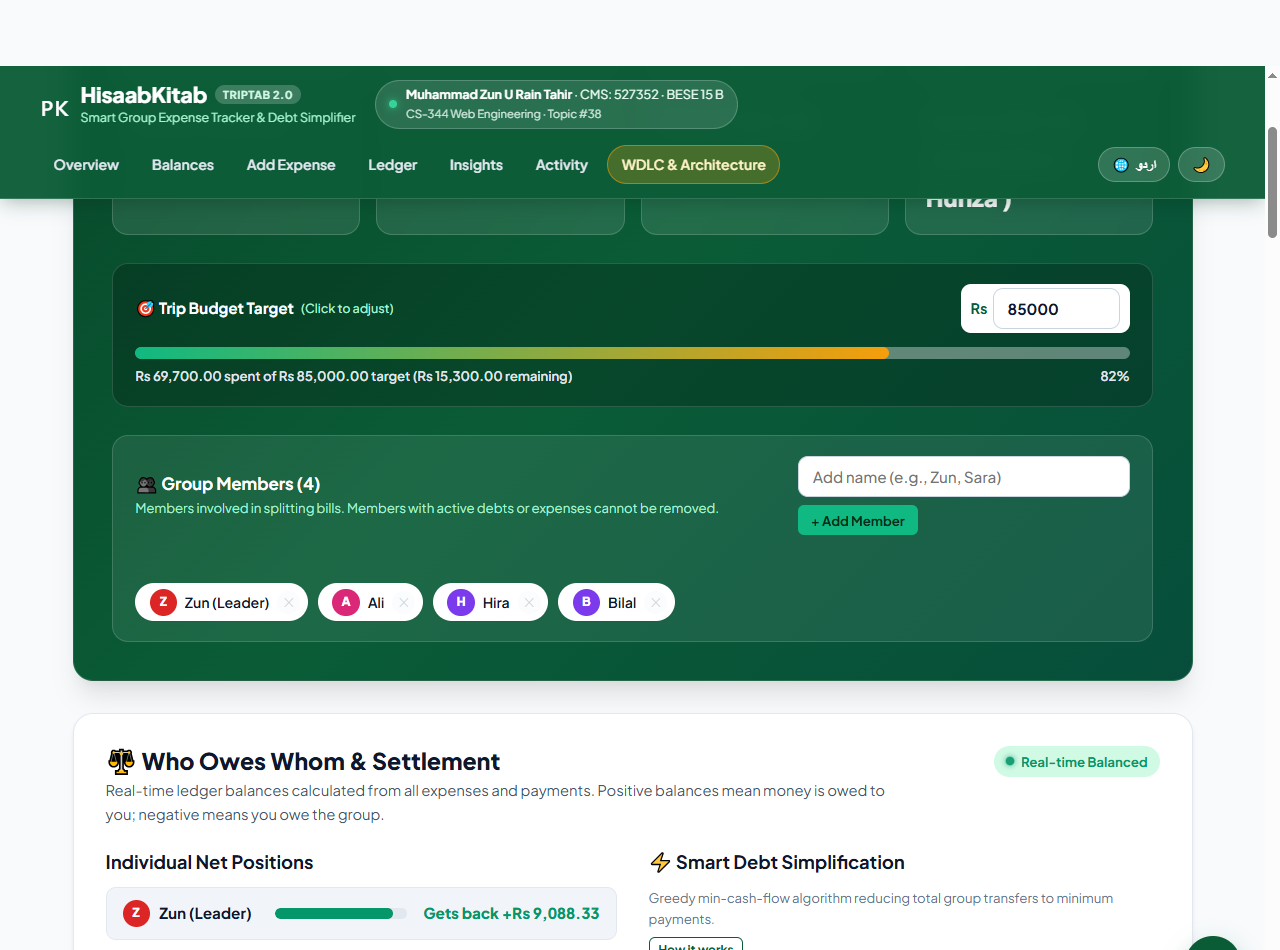 PK
HisaabKitab TRIPTAB 2.0
Smart Group Expense Tracker & Debt Simplifier
Muhammad Zun U Rain Tahir · CMS: 527352 · BESE 15 B
CS-344 Web Engineering · Topic #38
Overview Balances Add Expense Ledger Insights Activity WDLC & Architecture
اردو
Hunza )
Trip Budget Target (Click to adjust)
Rs 85000
Rs 69,700.00 spent of Rs 85,000.00 target (Rs 15,300.00 remaining) 82%
Group Members (4)
Members involved in splitting bills. Members with active debts or expenses cannot be removed.
Add name (e.g., Zun, Sara)
+ Add Member
Z Zun (Leader) ×
A Ali ×
H Hira ×
B Bilal ×
Who Owes Whom & Settlement
Real-time Balanced
Real-time ledger balances calculated from all expenses and payments. Positive balances mean money is owed to
you; negative means you owe the group.
Individual Net Positions
Z Zun (Leader) Gets back +Rs 9,088.33
Smart Debt Simplification
Greedy min-cash-flow algorithm reducing total group transfers to minimum
payments.
How it works